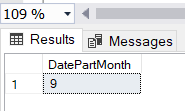 109 %
Results Messages
DatePartMonth
1 9